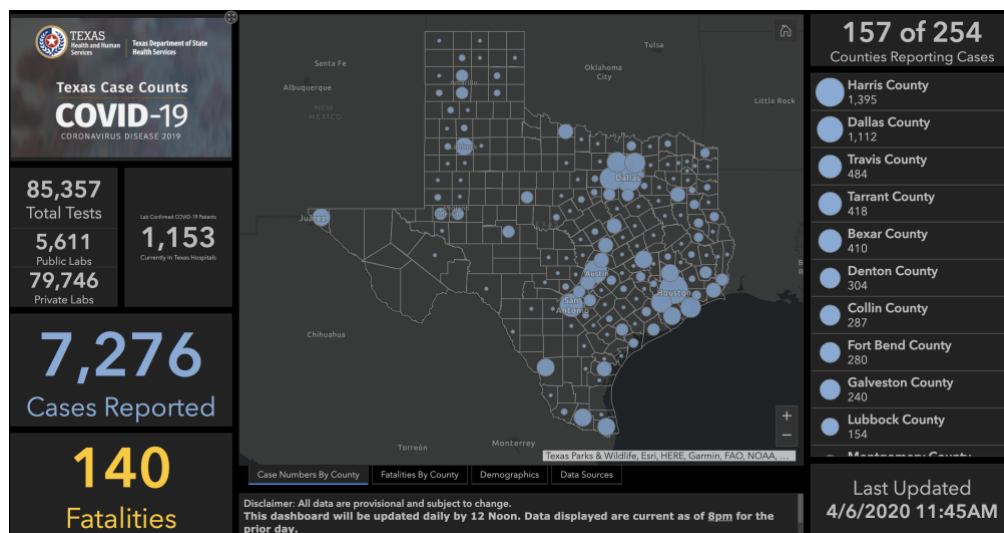 TEXAS
Health and Human
Services
Texas Department of State
Health Services
Texas Case Counts
COVID-19
CORONAVIRUS DISEASE 2019
85,357
Total Tests
5,611
Public Labs
79,746
Private Labs
Lab Confirmed COVID-19 Patients
1,153
Currently In Texas Hospitals
7,276
Cases Reported
140
Fatalities
Tulsa
Santa Fe
Oklahoma
City
Amarillo
Albuquerque
NEW
MEXICO
Little Rock
Lubbock
Dallas
Juarez
Austin
Houston
San
Antonio
Chihuahua
Torreón
Monterrey
+
−
Texas Parks & Wildlife, Esri, HERE, Garmin, FAO, NOAA, ...
Case Numbers By County
Fatalities By County
Demographics
Data Sources
Disclaimer: All data are provisional and subject to change.
This dashboard will be updated daily by 12 Noon. Data displayed are current as of 8pm for the
prior day.
157 of 254
Counties Reporting Cases
Harris County
1,395
Dallas County
1,112
Travis County
484
Tarrant County
418
Bexar County
410
Denton County
304
Collin County
287
Fort Bend County
280
Galveston County
240
Lubbock County
154
Montgomery County
Last Updated
4/6/2020 11:45AM